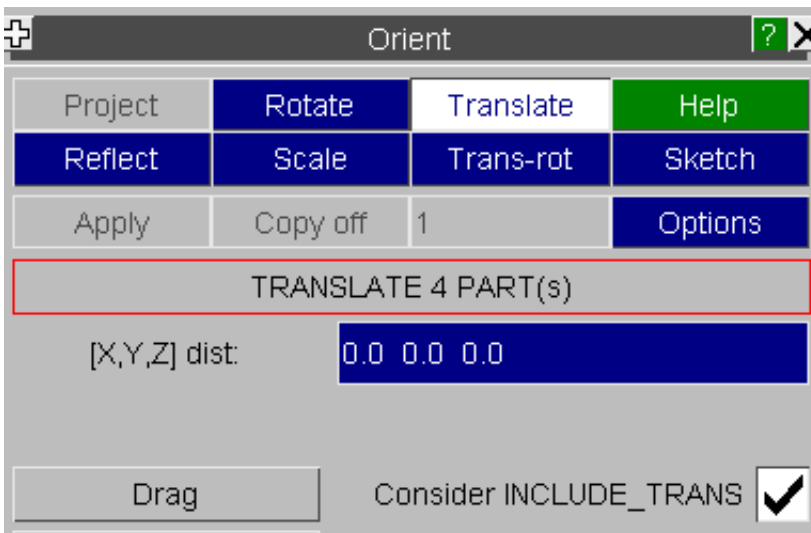 Orient ?
Project Rotate Translate Help
Reflect Scale Trans-rot Sketch
Apply Copy off 1 Options
TRANSLATE 4 PART(s)
[X,Y,Z] dist: 0.0 0.0 0.0
Drag Consider INCLUDE_TRANS